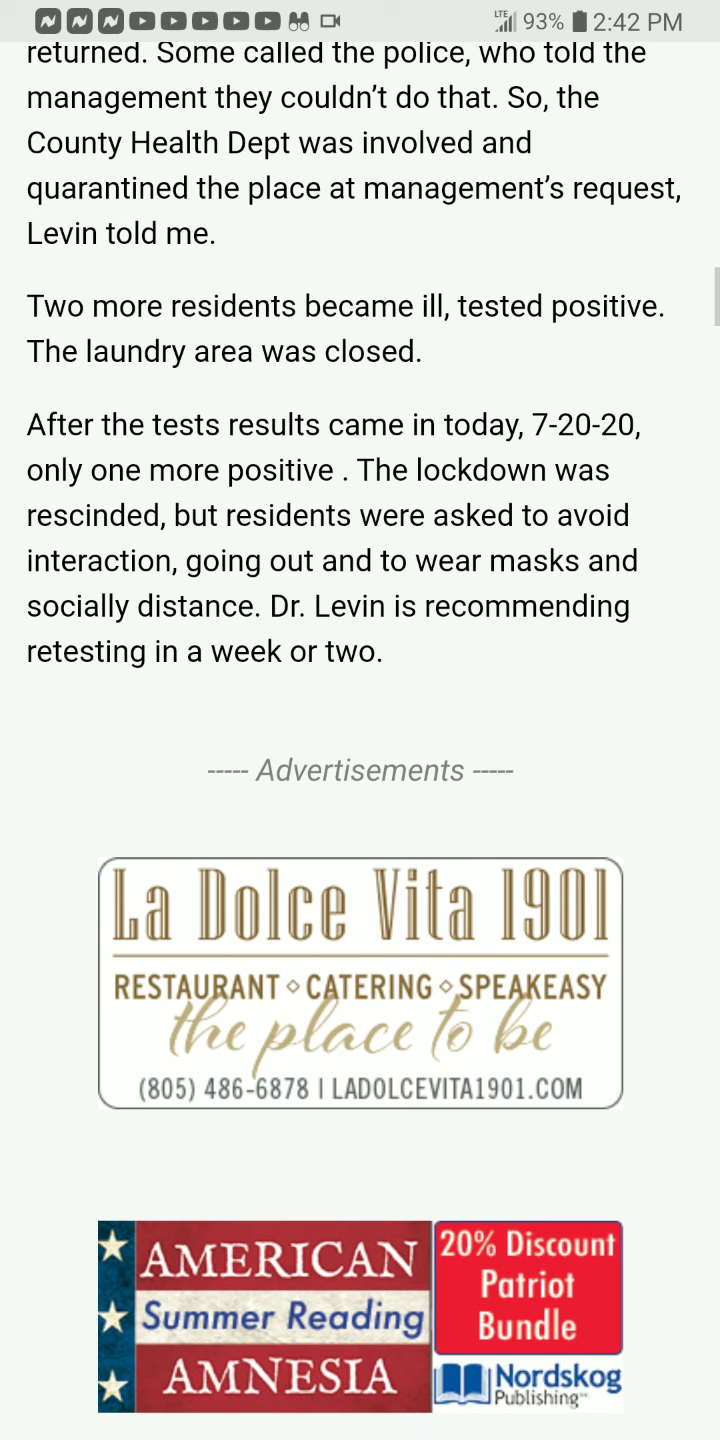 LTE 93% 2:42 PM
returned. Some called the police, who told the
management they couldn’t do that. So, the
County Health Dept was involved and
quarantined the place at management’s request,
Levin told me.
Two more residents became ill, tested positive.
The laundry area was closed.
After the tests results came in today, 7-20-20,
only one more positive . The lockdown was
rescinded, but residents were asked to avoid
interaction, going out and to wear masks and
socially distance. Dr. Levin is recommending
retesting in a week or two.
----- Advertisements -----
La Dolce Vita 1901
RESTAURANT ⋄ CATERING ⋄ SPEAKEASY
the place to be
(805) 486-6878 | LADOLCEVITA1901.COM
AMERICAN
Summer Reading
AMNESIA
20% Discount
Patriot
Bundle
Nordskog
Publishing